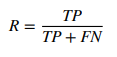 R = TP / (TP + FN)